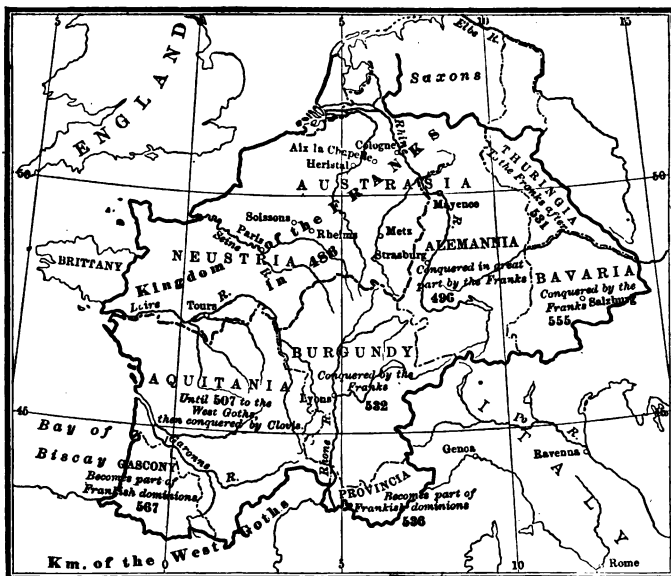 5
5
10
15
ENGLAND
Elbe R.
Saxons
Rhine
Cologne
Aix la Chapelle
Heristal
50
50
AUSTRASIA
THURINGIA
To the Franks after
531
Mayence
R.
Kingdom of the FRANKS
in 486
Soissons
Paris
Rheims
Seine
R.
Metz
NEUSTRIA
Strasburg
ALEMANNIA
Conquered in great
part by the Franks
496
BRITTANY
BAVARIA
Conquered by the
Franks Salzburg
555
Loire
Tours
R.
BURGUNDY
Conquered by the
Franks
532
AQUITANIA
Until 507 to the
West Goths,
then conquered by Clovis.
Lyons
45
Bay of
Biscay
Garonne
R.
Rhone R.
ITALY
Po R.
Genoa
Ravenna
GASCONY
Becomes part of
Frankish dominions
567
PROVINCIA
Becomes part of
Frankish dominions
536
Km. of the West Goths
0
5
10
Rome